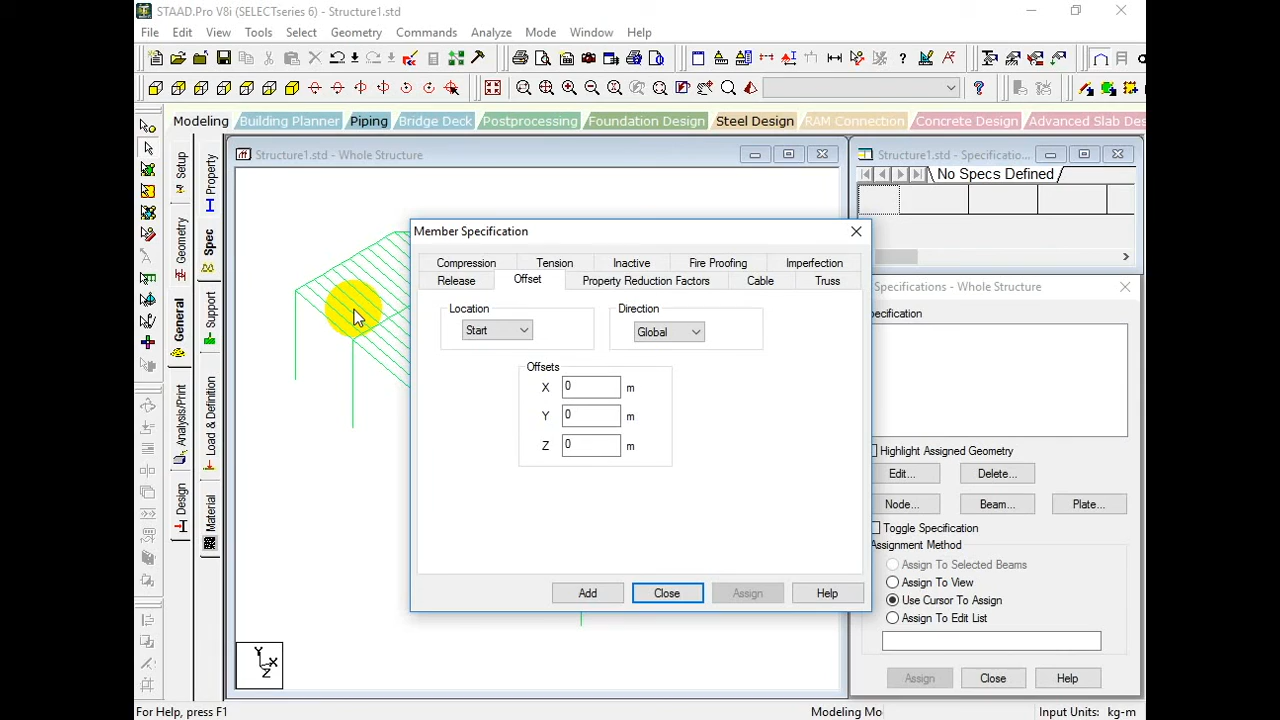 STAAD.Pro V8i (SELECTseries 6) - Structure1.std
File Edit View Tools Select Geometry Commands Analyze Mode Window Help
Modeling Building Planner Piping Bridge Deck Postprocessing Foundation Design Steel Design RAM Connection Concrete Design Advanced Slab De
Structure1.std - Whole Structure
Structure1.std - Specificatio...
No Specs Defined
Setup
Geometry
General
Analysis/Print
Design
Property
Spec
Support
Load & Definition
Material
Member Specification
Compression Tension Inactive Fire Proofing Imperfection
Release Offset Property Reduction Factors Cable Truss
Location
Start
Direction
Global
Offsets
X 0 m
Y 0 m
Z 0 m
Add Close Assign Help
Specifications - Whole Structure
pecification
Highlight Assigned Geometry
Edit... Delete...
Node... Beam... Plate...
Toggle Specification
Assignment Method
Assign To Selected Beams
Assign To View
Use Cursor To Assign
Assign To Edit List
Assign Close Help
Y
X
Z
For Help, press F1 Modeling Mo Input Units: kg-m